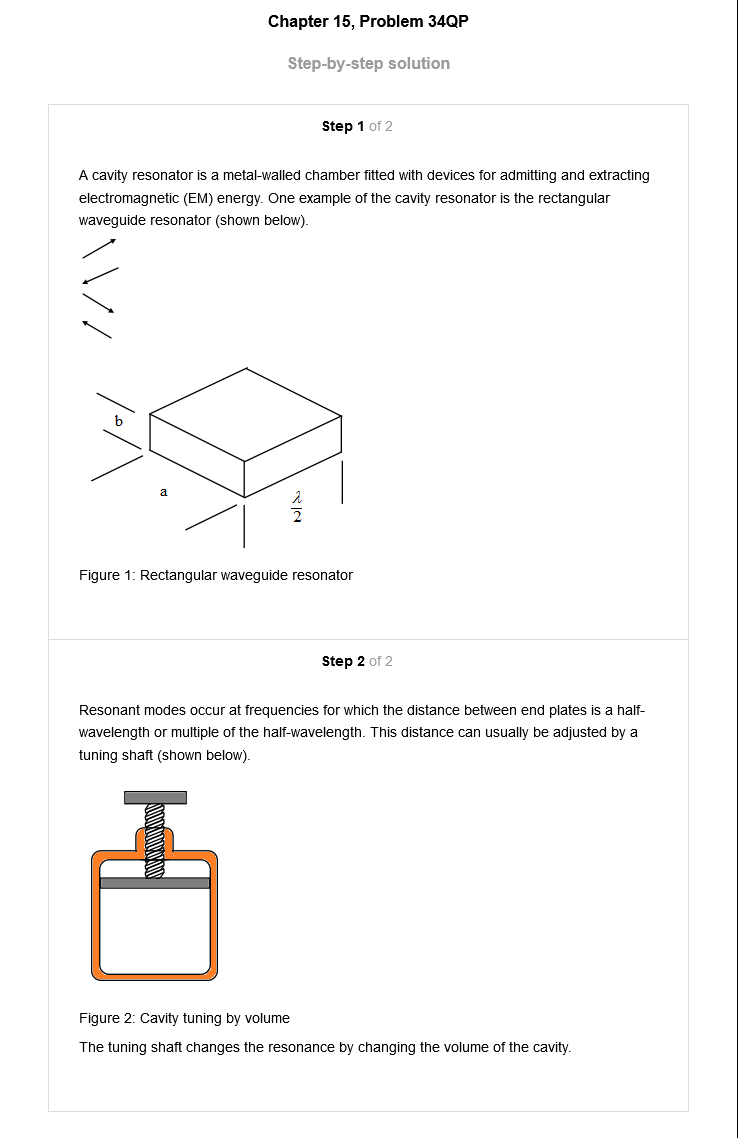 Chapter 15, Problem 34QP
Step-by-step solution
Step 1 of 2
A cavity resonator is a metal-walled chamber fitted with devices for admitting and extracting
electromagnetic (EM) energy. One example of the cavity resonator is the rectangular
waveguide resonator (shown below).
b
a
λ
2
Figure 1: Rectangular waveguide resonator
Step 2 of 2
Resonant modes occur at frequencies for which the distance between end plates is a half-
wavelength or multiple of the half-wavelength. This distance can usually be adjusted by a
tuning shaft (shown below).
Figure 2: Cavity tuning by volume
The tuning shaft changes the resonance by changing the volume of the cavity.